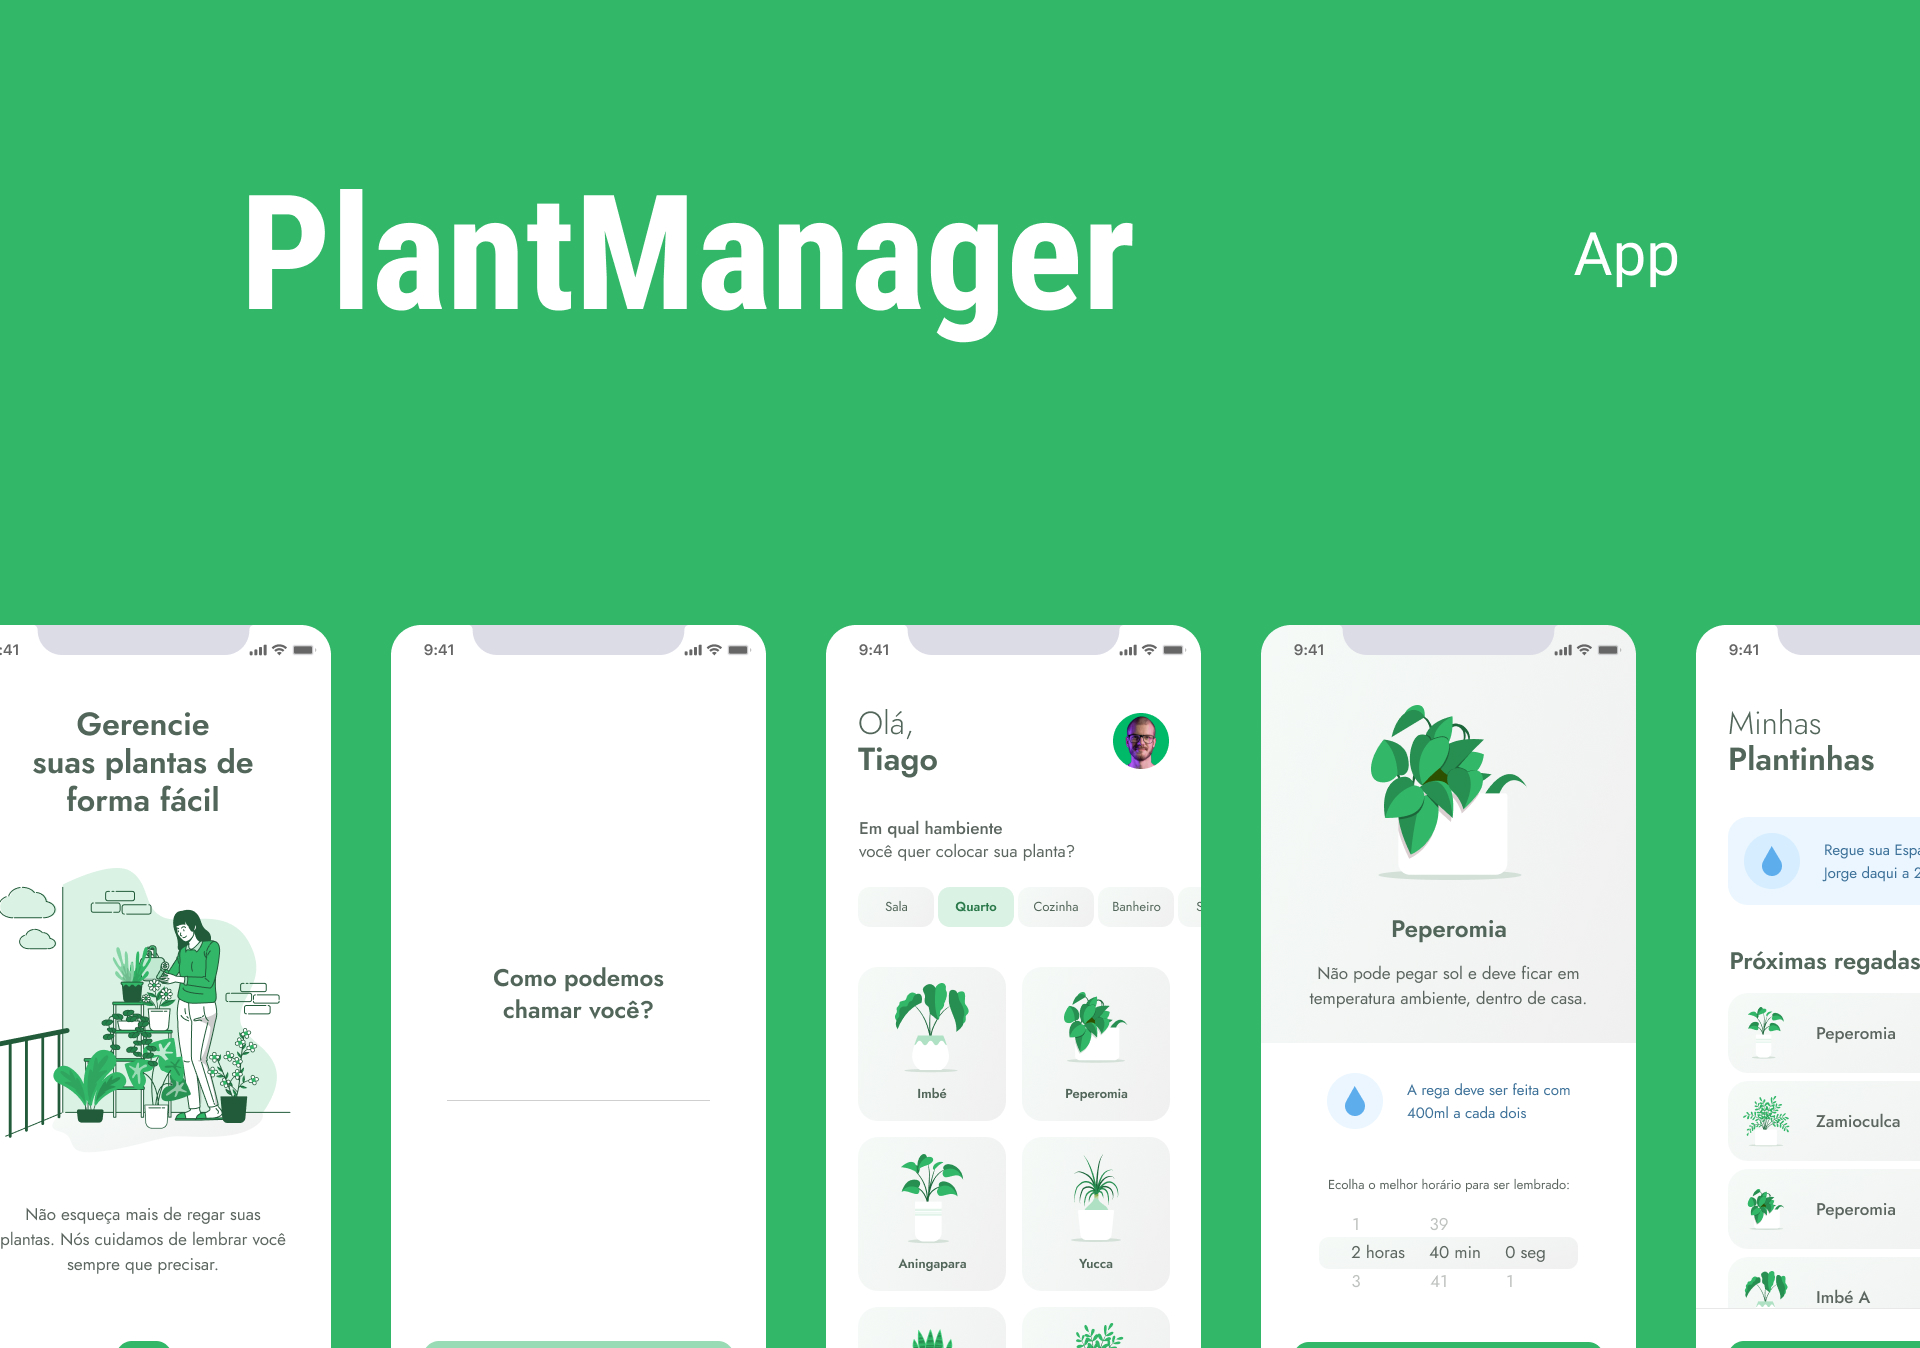 PlantManager
App
:41
Gerencie
suas plantas de
forma fácil
Não esqueça mais de regar suas
plantas. Nós cuidamos de lembrar você
sempre que precisar.
9:41
Como podemos
chamar você?
9:41
Olá,
Tiago
Em qual hambiente
você quer colocar sua planta?
Sala Quarto Cozinha Banheiro S
Imbé Peperomia
Aningapara Yucca
9:41
Peperomia
Não pode pegar sol e deve ficar em
temperatura ambiente, dentro de casa.
A rega deve ser feita com
400ml a cada dois
Ecolha o melhor horário para ser lembrado:
1 39
2 horas 40 min 0 seg
3 41 1
9:41
Minhas
Plantinhas
Regue sua Espa
Jorge daqui a 2
Próximas regadas
Peperomia
Zamioculca
Peperomia
Imbé A